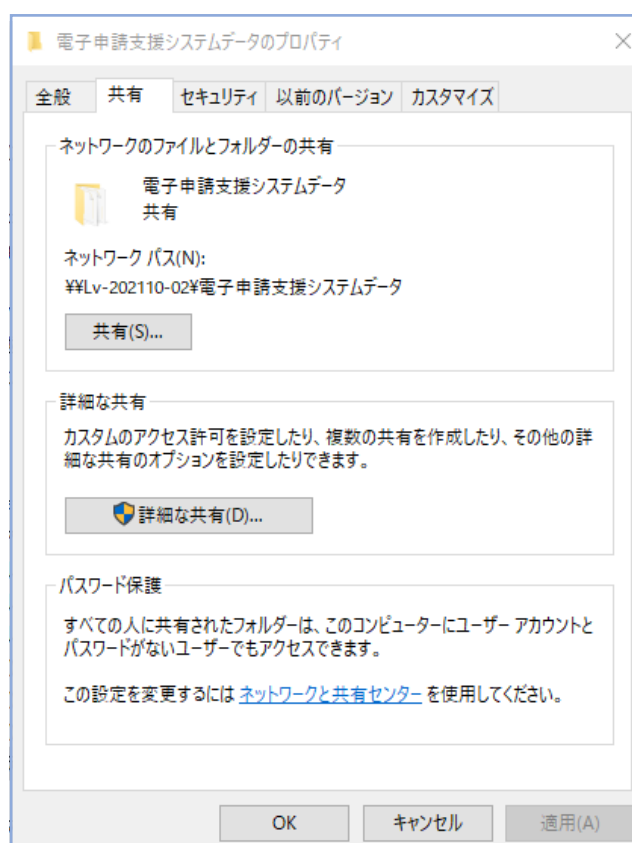 電子申請支援システムデータのプロパティ
全般 共有 セキュリティ 以前のバージョン カスタマイズ
ネットワークのファイルとフォルダーの共有
電子申請支援システムデータ
共有
ネットワーク パス(N):
¥¥Lv-202110-02¥電子申請支援システムデータ
共有(S)...
詳細な共有
カスタムのアクセス許可を設定したり、複数の共有を作成したり、その他の詳
細な共有のオプションを設定したりできます。
詳細な共有(D)...
パスワード保護
すべての人に共有されたフォルダーは、このコンピューターにユーザー アカウントと
パスワードがないユーザーでもアクセスできます。
この設定を変更するには ネットワークと共有センター を使用してください。
OK キャンセル 適用(A)